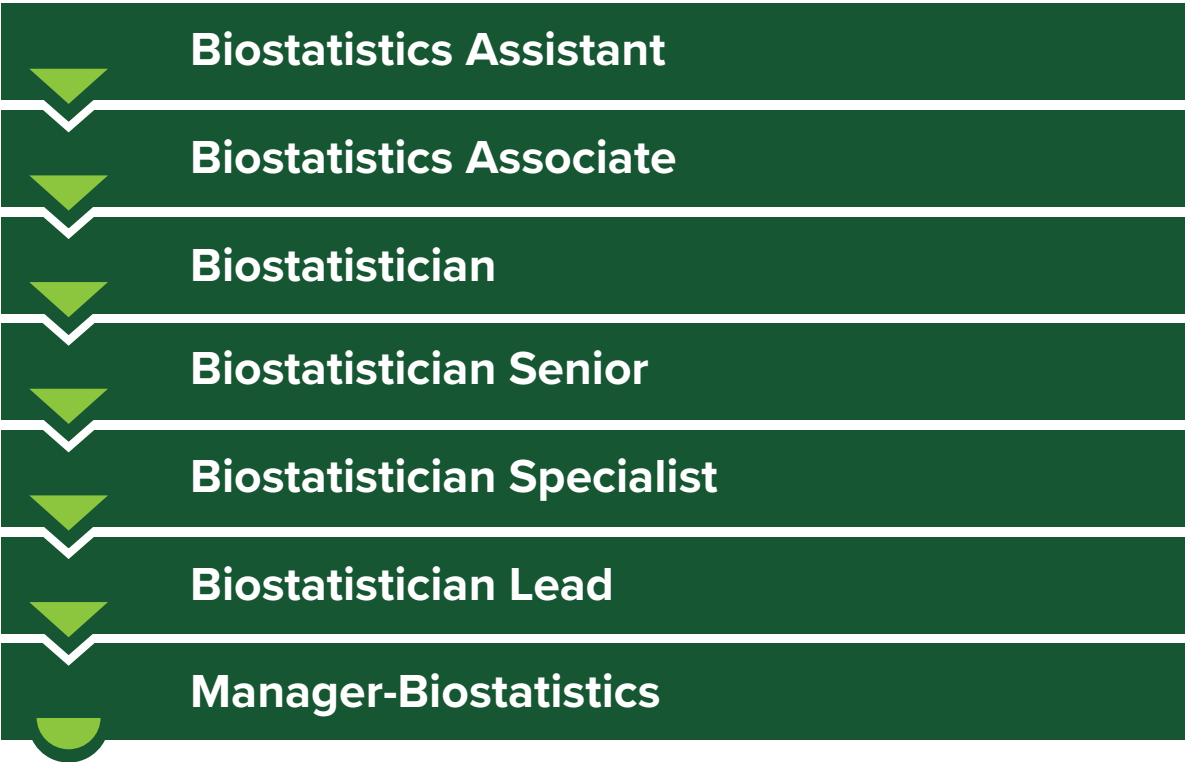 Biostatistics Assistant
Biostatistics Associate
Biostatistician
Biostatistician Senior
Biostatistician Specialist
Biostatistician Lead
Manager-Biostatistics